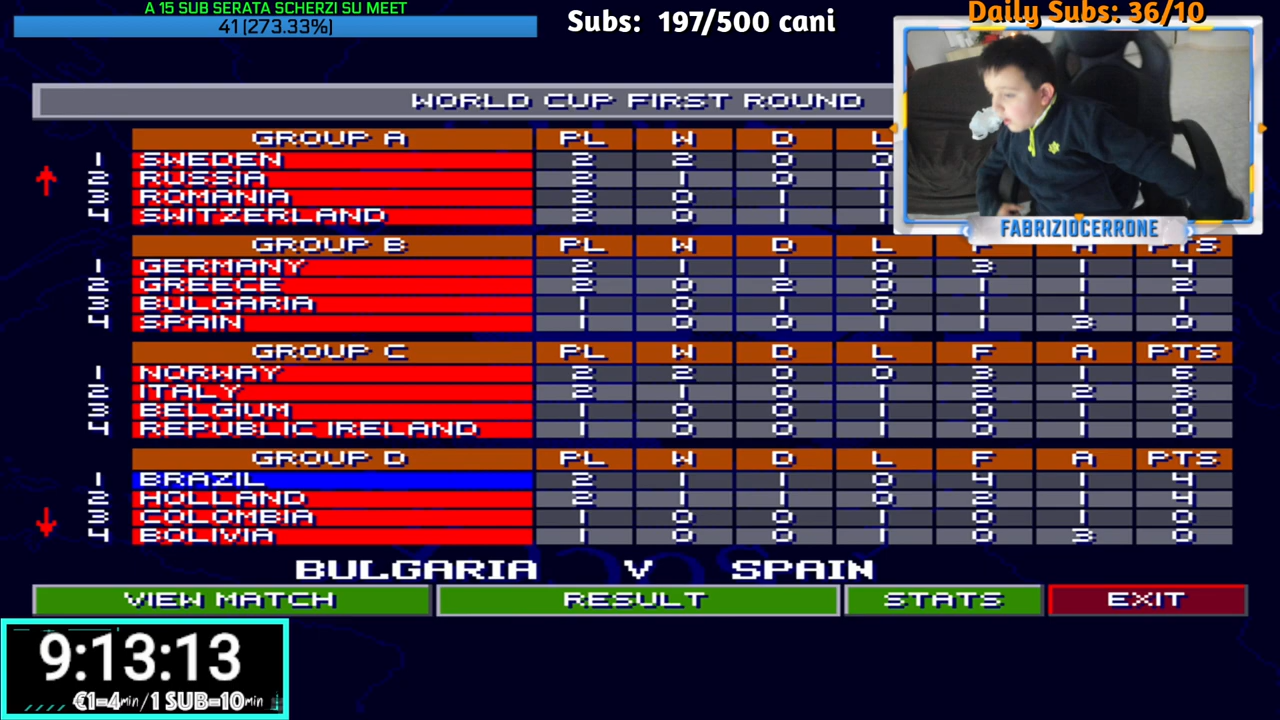 A 15 SUB SERATA SCHERZI SU MEET
41 (273.33%)
Subs: 197/500 cani
Daily Subs: 36/10
FABRIZIOCERRONE
WORLD CUP FIRST ROUND
GROUP A PL W D L
1 SWEDEN 2 2 0 0
2 RUSSIA 2 1 0 1
3 ROMANIA 2 0 1 1
4 SWITZERLAND 2 0 1 1
GROUP B PL W D L F A PTS
1 GERMANY 2 1 1 0 3 1 4
2 GREECE 2 0 2 0 1 1 2
3 BULGARIA 1 0 1 0 1 1 1
4 SPAIN 1 0 0 1 1 3 0
GROUP C PL W D L F A PTS
1 NORWAY 2 2 0 0 3 1 6
2 ITALY 2 1 0 1 2 2 3
3 BELGIUM 1 0 0 1 0 1 0
4 REPUBLIC IRELAND 1 0 0 1 0 1 0
GROUP D PL W D L F A PTS
1 BRAZIL 2 1 1 0 4 1 4
2 HOLLAND 2 1 1 0 2 1 4
3 COLOMBIA 1 0 0 1 0 1 0
4 BOLIVIA 1 0 0 1 0 3 0
BULGARIA V SPAIN
VIEW MATCH RESULT STATS EXIT
9:13:13
€1=4min/1 SUB=10min